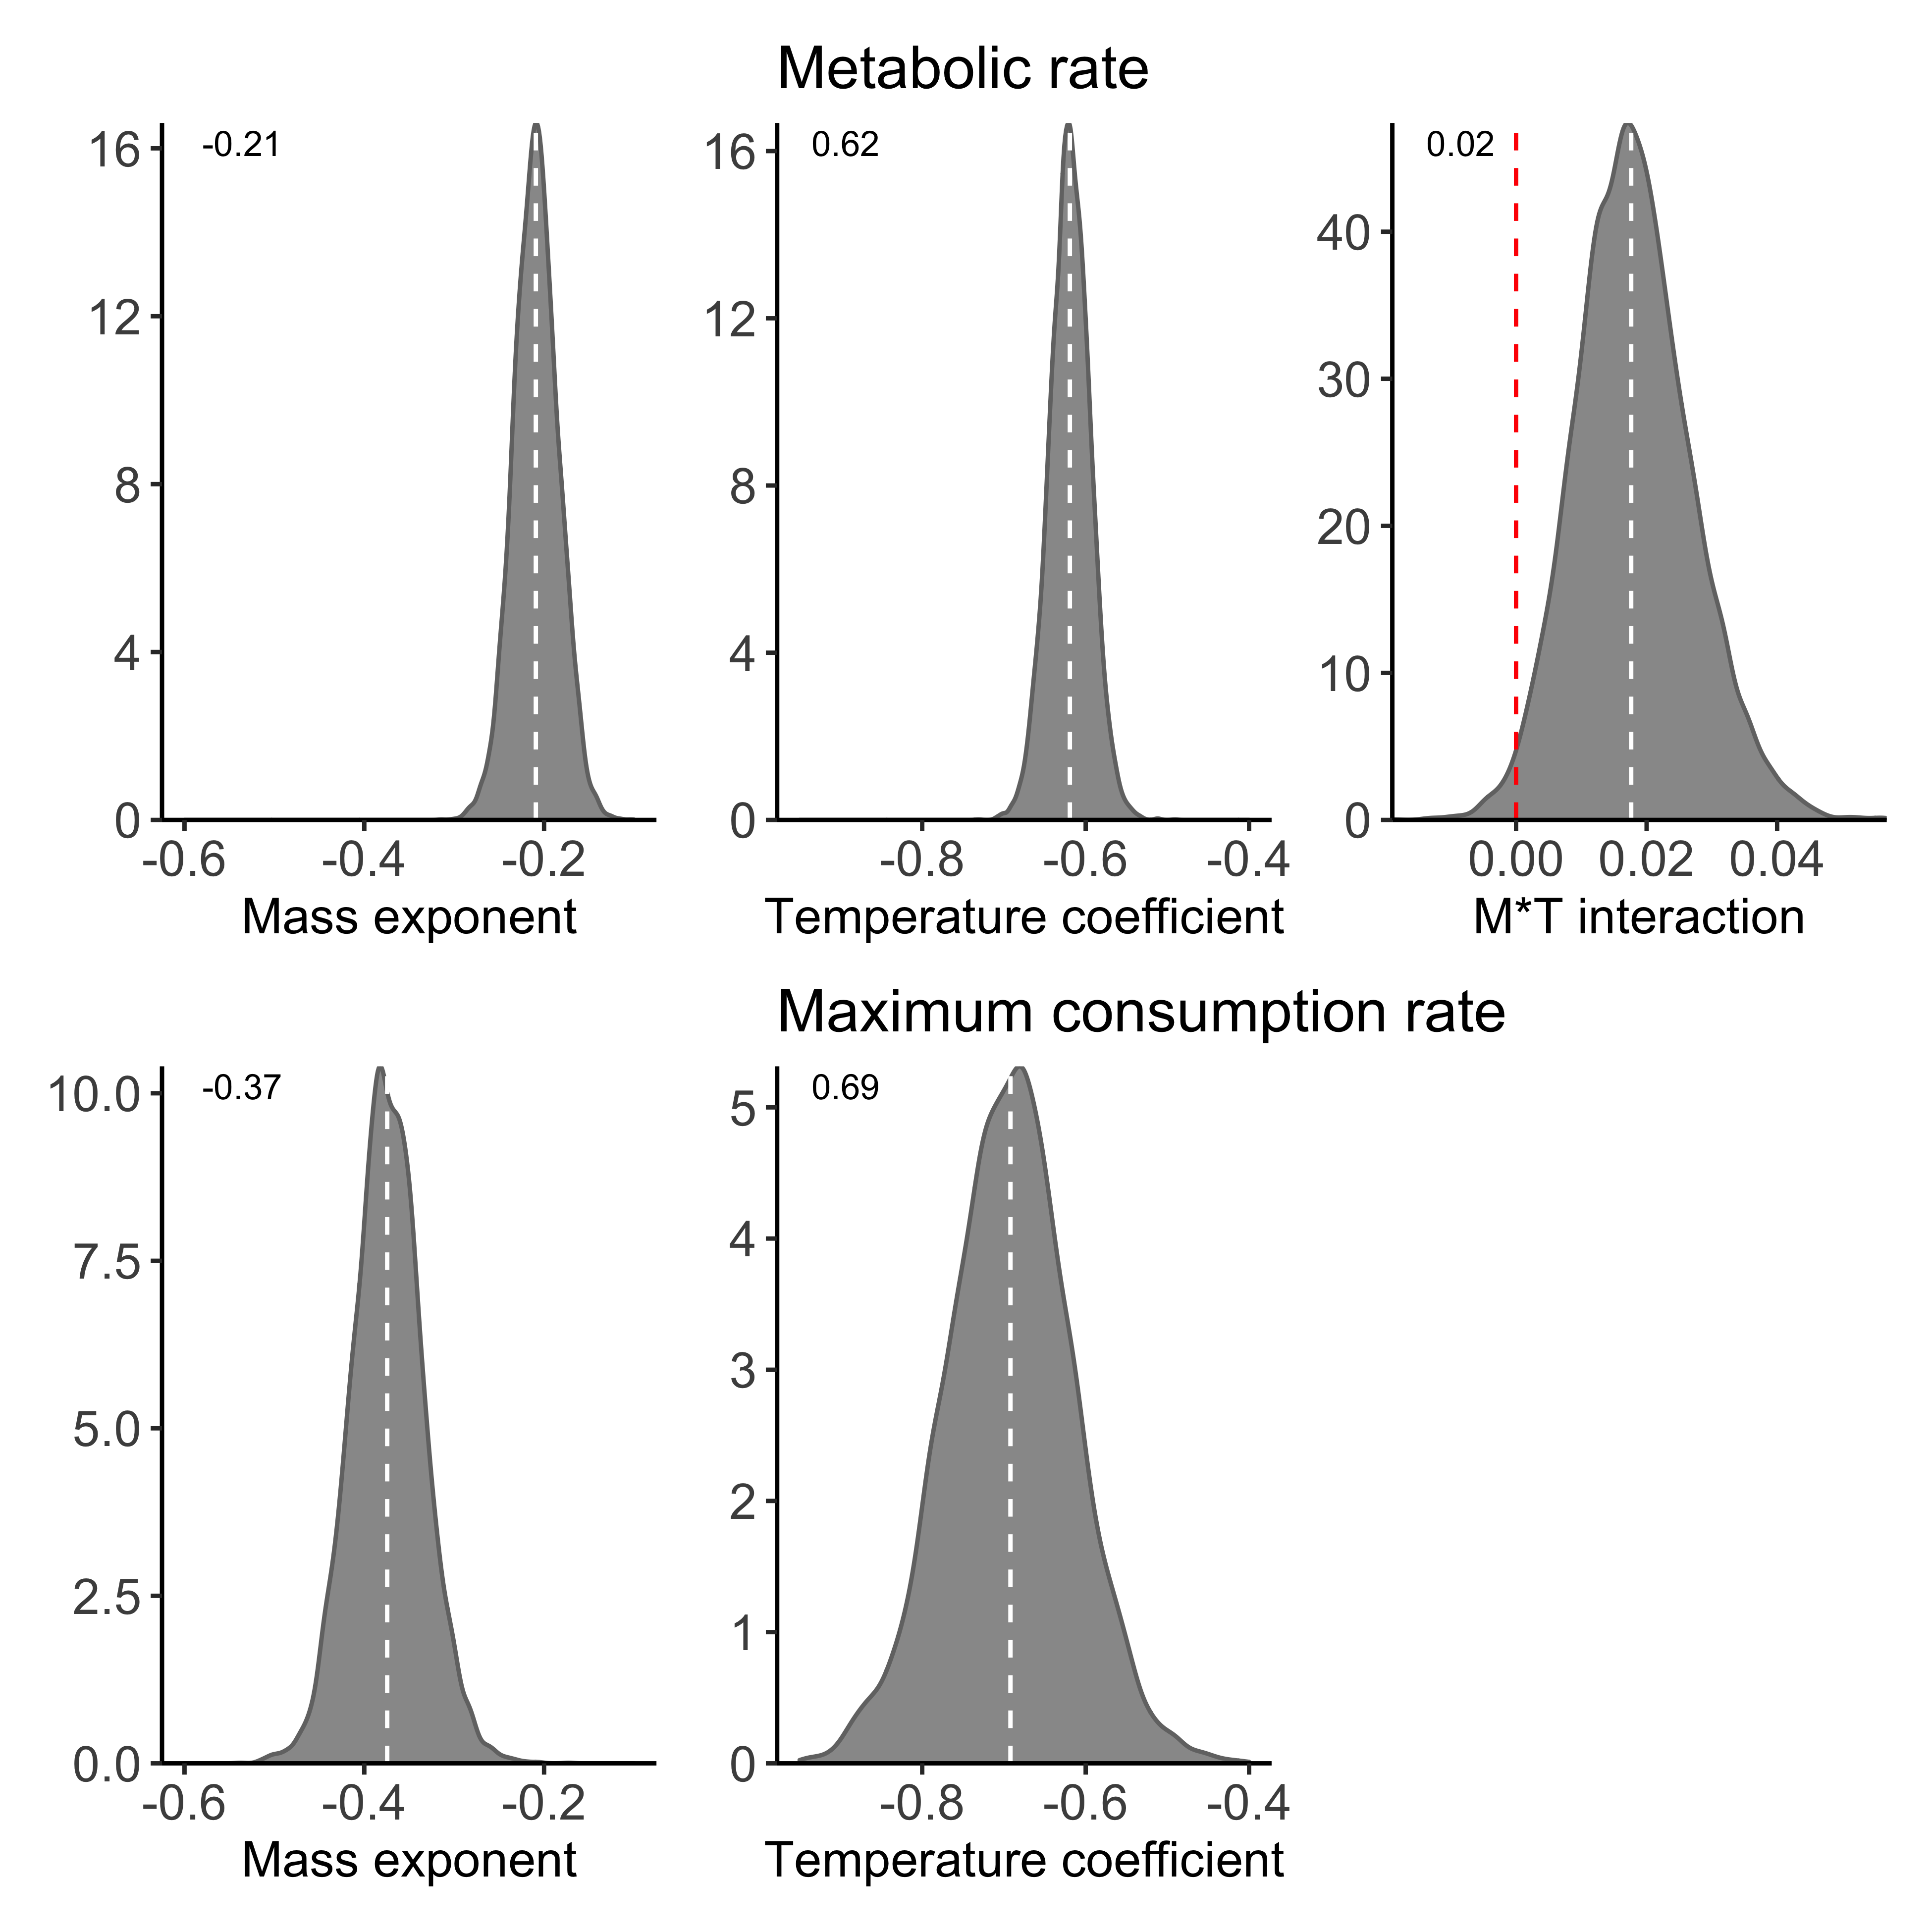 Metabolic rate
-0.21
16
12
8
4
0
-0.6 -0.4 -0.2
Mass exponent
0.62
16
12
8
4
0
-0.8 -0.6 -0.4
Temperature coefficient
0.02
40
30
20
10
0
0.00 0.02 0.04
M*T interaction
Maximum consumption rate
-0.37
10.0
7.5
5.0
2.5
0.0
-0.6 -0.4 -0.2
Mass exponent
0.69
5
4
3
2
1
0
-0.8 -0.6 -0.4
Temperature coefficient